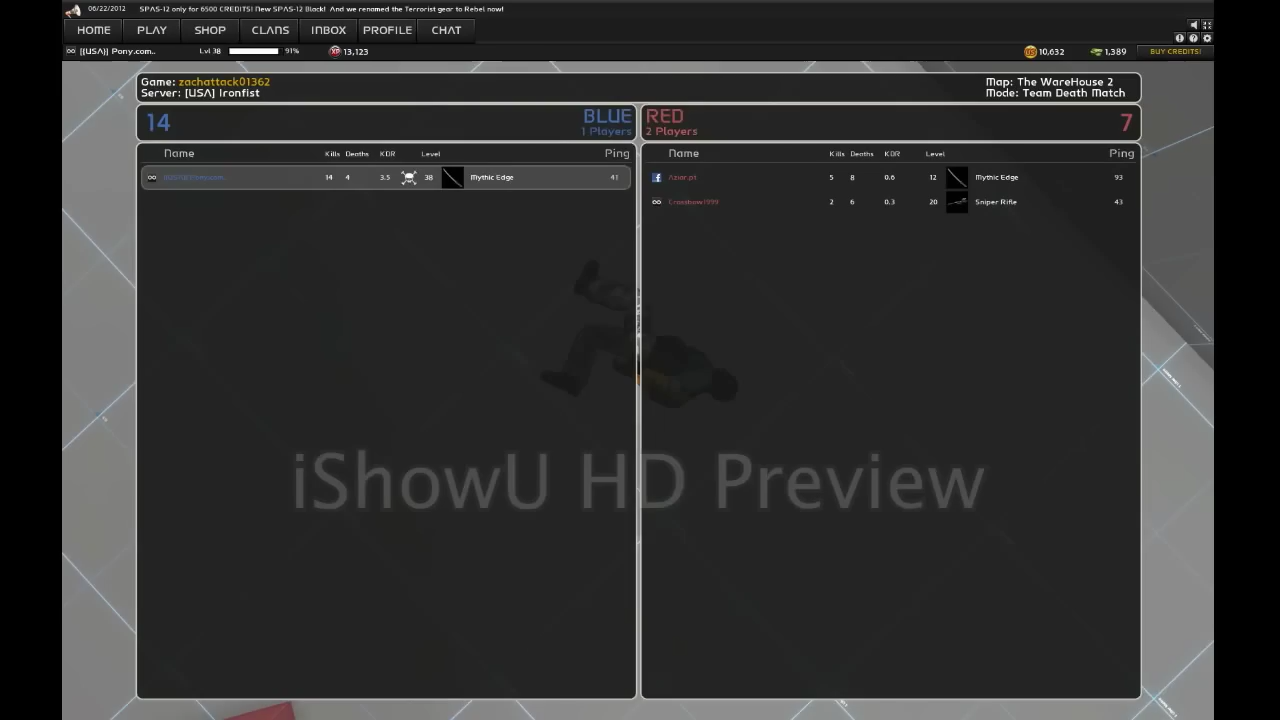 06/22/2012 SPAS-12 only for 6500 CREDITS! New SPAS-12 Black! And we renamed the Terrorist gear to Rebel now!
HOME PLAY SHOP CLANS INBOX PROFILE CHAT
[[USA]] Pony.com.. Lvl 38 91% XP 13,123 10,632 1,389 BUY CREDITS!
Game: zachattack01362 Map: The WareHouse 2
Server: [USA] Ironfist Mode: Team Death Match
14 BLUE RED 7
1 Players 2 Players
Name Kills Deaths KDR Level Ping Name Kills Deaths KDR Level Ping
[[USA]] Pony.com.. 14 4 3.5 38 Mythic Edge 41 5 8 0.6 12 Mythic Edge 93
Crossbow1999 2 6 0.3 20 Sniper Rifle 43
iShowU HD Preview